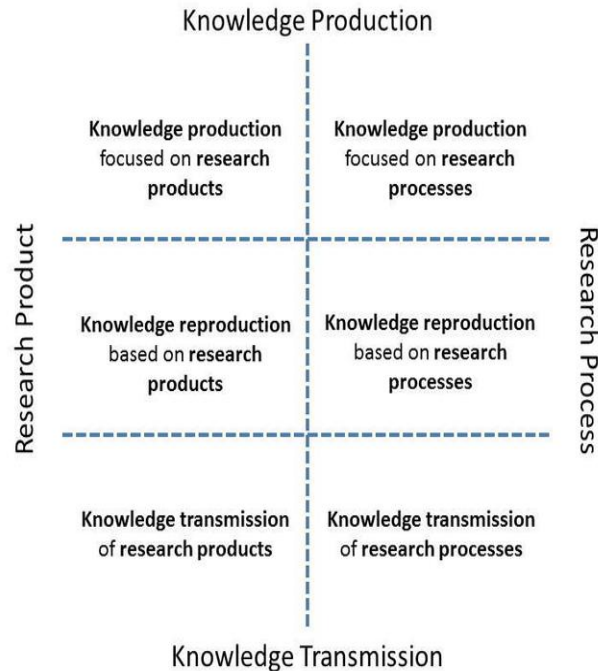 Knowledge Production
Knowledge production
focused on research
products
Knowledge production
focused on research
processes
Research Product
Research Process
Knowledge reproduction
based on research
products
Knowledge reproduction
based on research
processes
Knowledge transmission
of research products
Knowledge transmission
of research processes
Knowledge Transmission